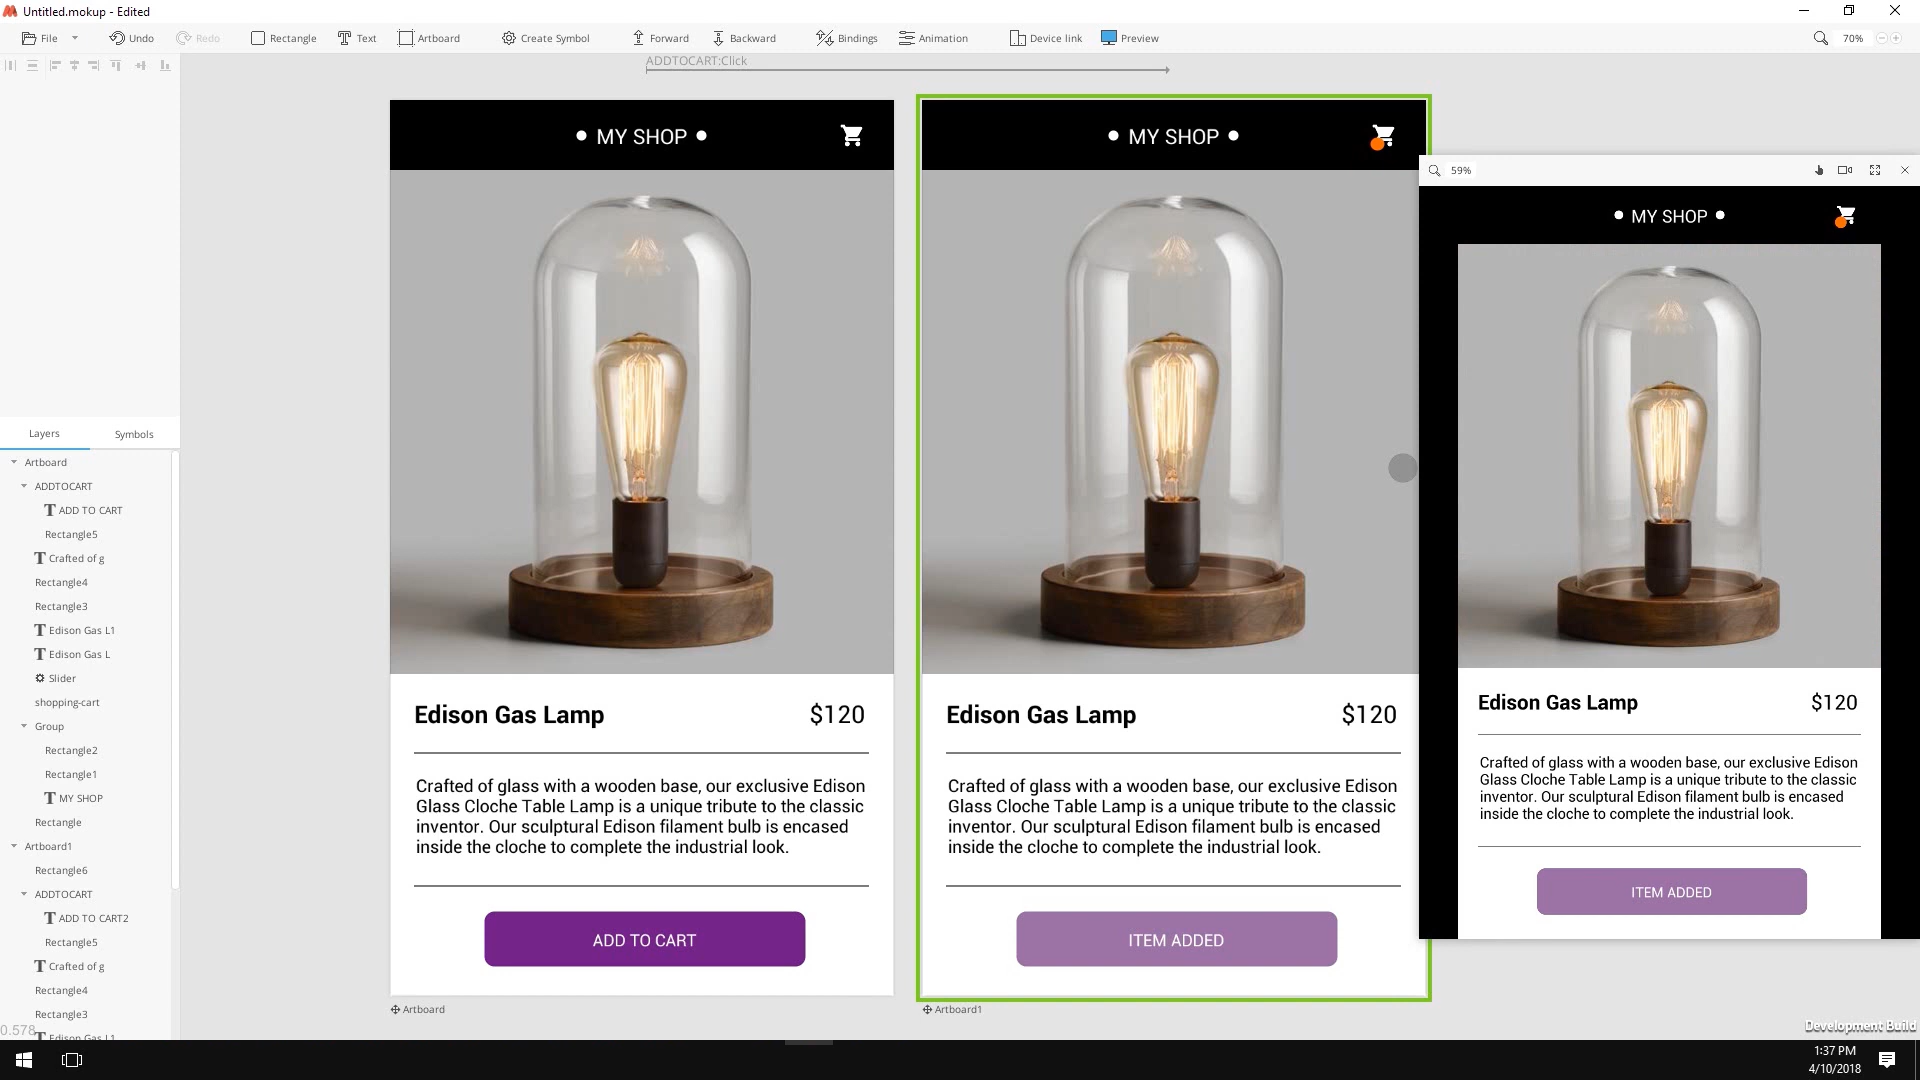 Untitled.mokup - Edited
File
Undo
Redo
Rectangle
Text
Artboard
Create Symbol
Forward
Backward
Bindings
Animation
Device link
Preview
70%
ADDTOCART:Click
MY SHOP
MY SHOP
59%
MY SHOP
Layers
Symbols
Artboard
ADDTOCART
T ADD TO CART
Rectangle5
T Crafted of g
Rectangle4
Rectangle3
T Edison Gas L1
T Edison Gas L
Slider
shopping-cart
Group
Rectangle2
Rectangle1
T MY SHOP
Rectangle
Artboard1
Rectangle6
ADDTOCART
T ADD TO CART2
Rectangle5
T Crafted of g
Rectangle4
Rectangle3
T Edison Gas L1
0.578
Edison Gas Lamp $120
Crafted of glass with a wooden base, our exclusive Edison
Glass Cloche Table Lamp is a unique tribute to the classic
inventor. Our sculptural Edison filament bulb is encased
inside the cloche to complete the industrial look.
ADD TO CART
Artboard
Edison Gas Lamp $120
Crafted of glass with a wooden base, our exclusive Edison
Glass Cloche Table Lamp is a unique tribute to the classic
inventor. Our sculptural Edison filament bulb is encased
inside the cloche to complete the industrial look.
ITEM ADDED
Artboard1
Edison Gas Lamp $120
Crafted of glass with a wooden base, our exclusive Edison
Glass Cloche Table Lamp is a unique tribute to the classic
inventor. Our sculptural Edison filament bulb is encased
inside the cloche to complete the industrial look.
ITEM ADDED
Development Build
1:37 PM
4/10/2018